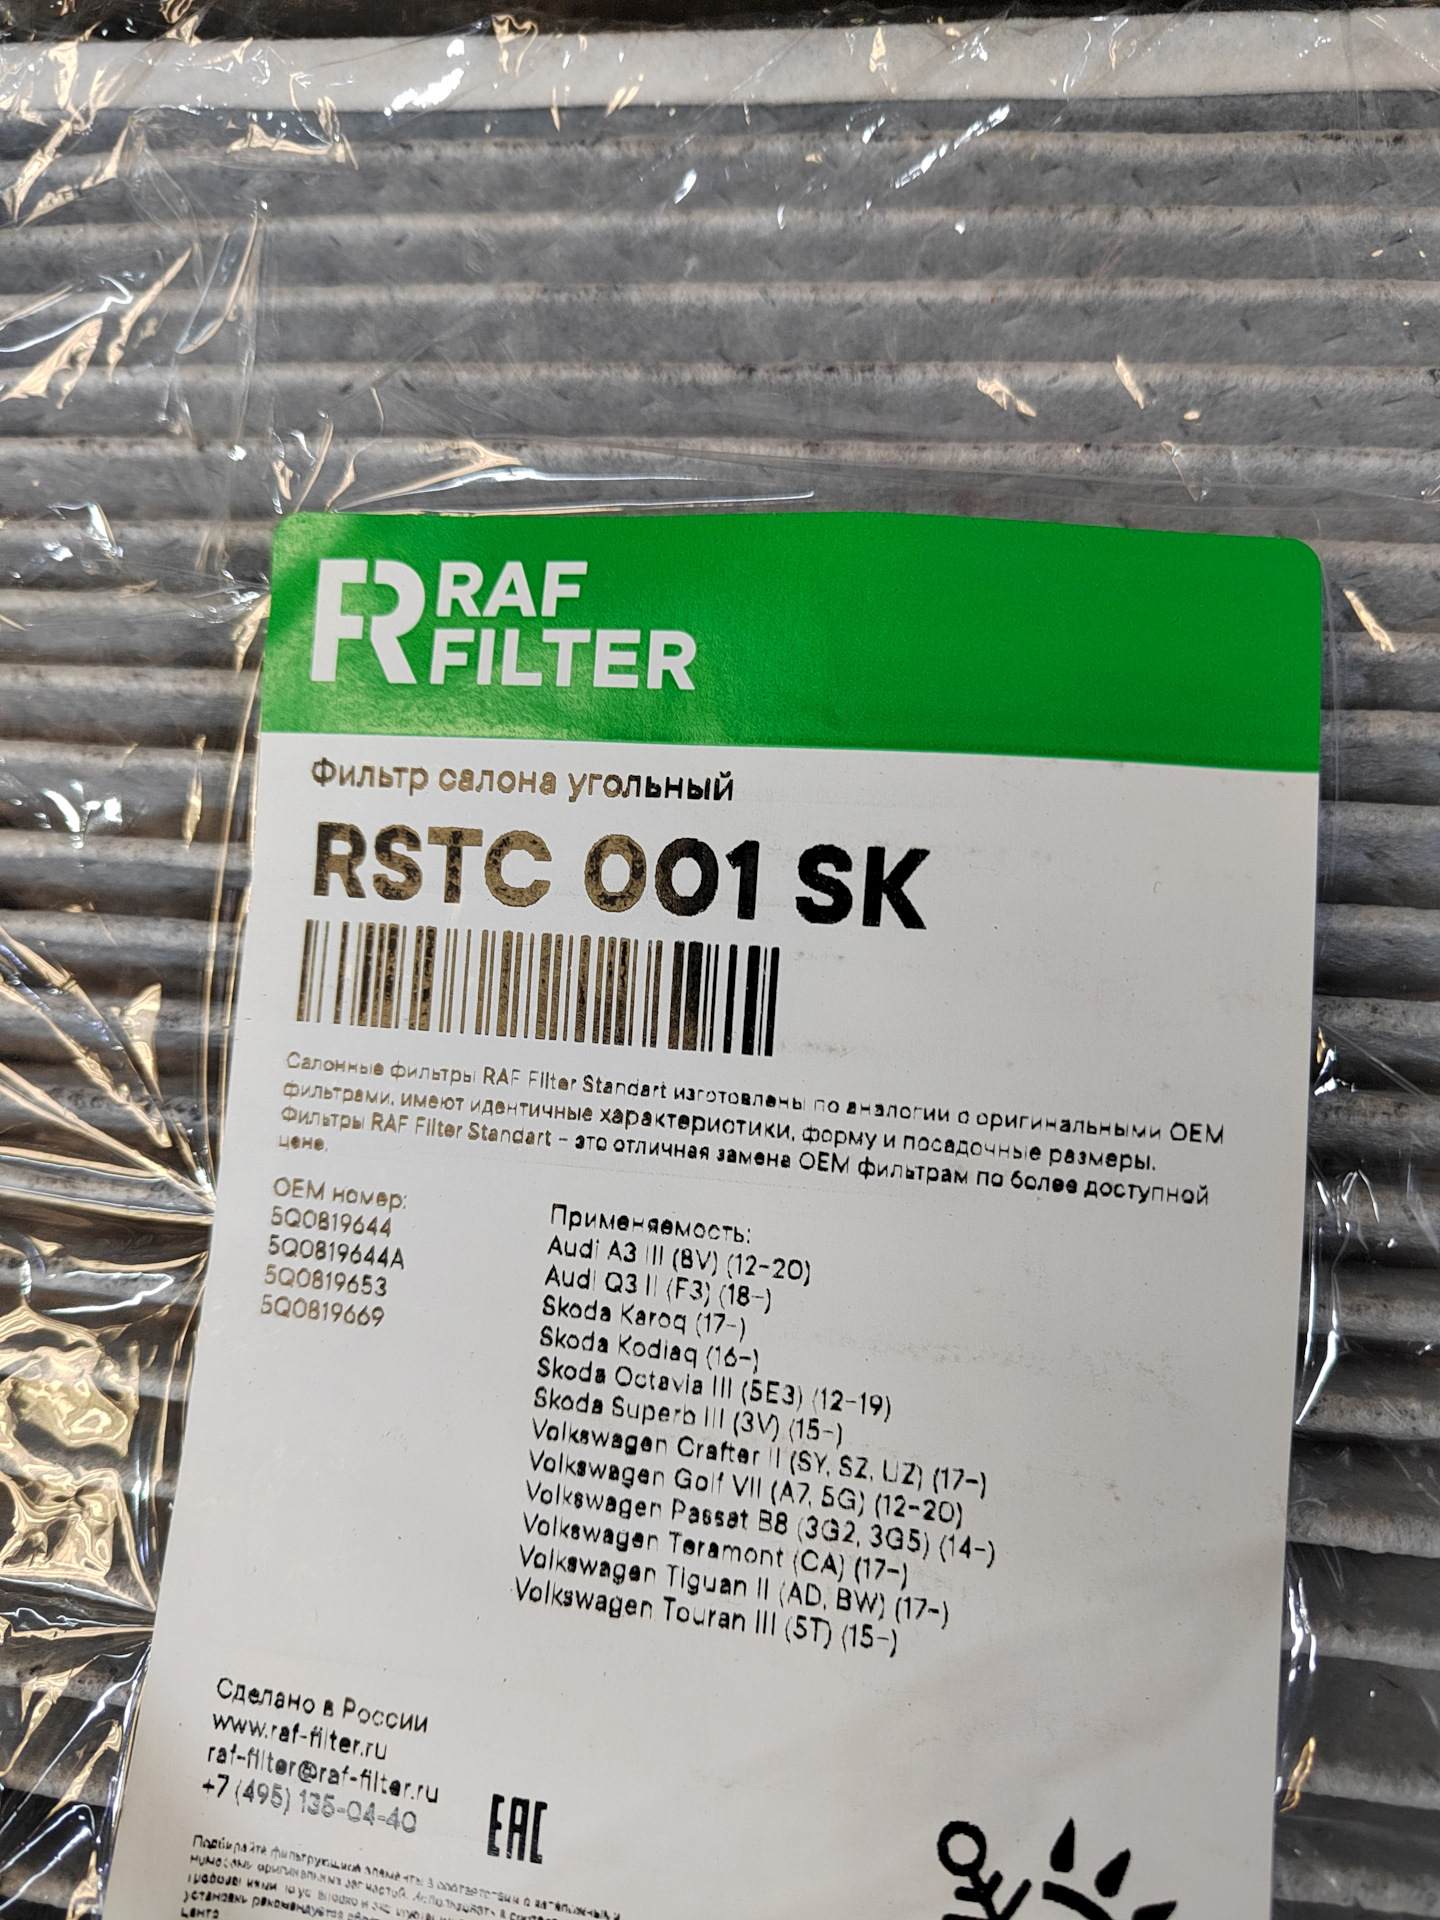 RAF
FILTER
Фильтр салона угольный
RSTC 001 SK
Салонные фильтры RAF Filter Standart изготовлены по аналогии с оригинальными OEM
фильтрами, имеют идентичные характеристики, форму и посадочные размеры.
Фильтры RAF Filter Standart – это отличная замена OEM фильтрам по более доступной
цене.
OEM номер:
5Q0819644
5Q0819644A
5Q0819653
5Q0819669
Применяемость:
Audi A3 III (8V) (12-20)
Audi Q3 II (F3) (18-)
Skoda Karoq (17-)
Skoda Kodiaq (16-)
Skoda Octavia III (5E3) (12-19)
Skoda Superb III (3V) (15-)
Volkswagen Crafter II (SY, SZ, UZ) (17-)
Volkswagen Golf VII (A7, 5G) (12-20)
Volkswagen Passat B8 (3G2, 3G5) (14-)
Volkswagen Teramont (CA) (17-)
Volkswagen Tiguan II (AD, BW) (17-)
Volkswagen Touran III (5T) (15-)
Сделано в России
www.raf-filter.ru
raf-filter@raf-filter.ru
+7 (495) 135-04-40
EAC
Подбирайте фильтрующие элементы в соответствии с